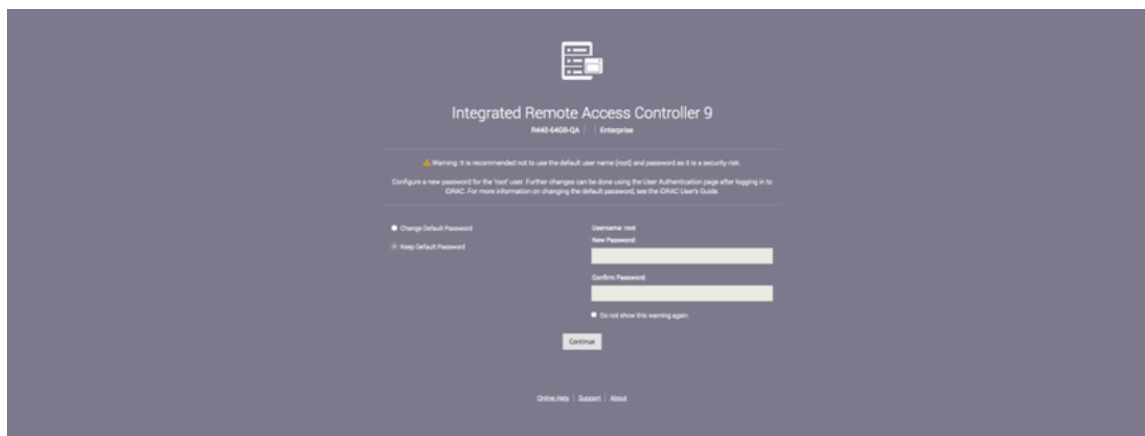 Integrated Remote Access Controller 9
R440-64GB-QA | | Enterprise
Warning: It is recommended not to use the default user name (root) and password as it is a security-risk.
Configure a new password for the 'root' user. Further changes can be done using the User Authentication page after logging in to
iDRAC. For more information on changing the default password, see the iDRAC User's Guide.
Change Default Password
Keep Default Password
Username: root
New Password:
Confirm Password:
Do not show this warning again.
Continue
Online Help | Support | About